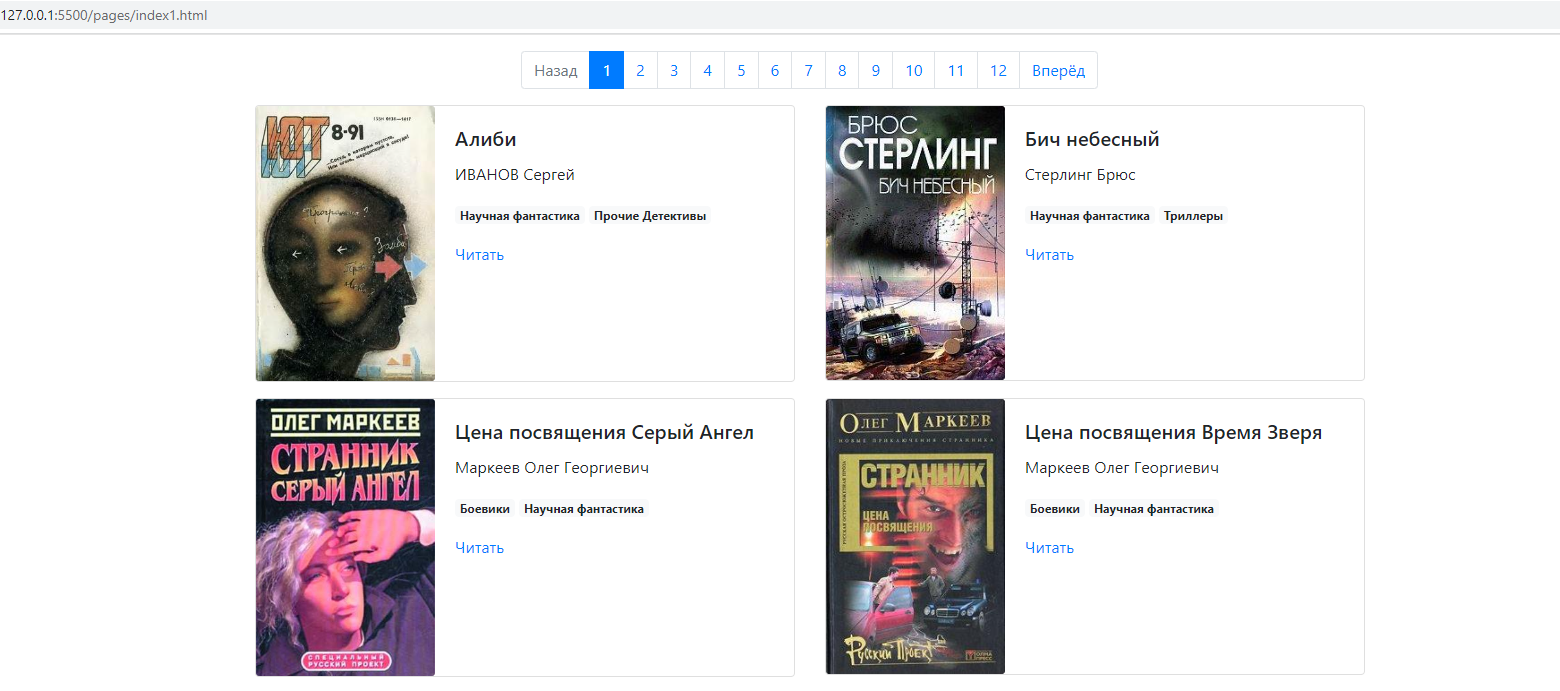 127.0.0.1:5500/pages/index1.html
Назад 1 2 3 4 5 6 7 8 9 10 11 12 Вперёд
ЮТ 8-91
Программа?
Алиби
ИВАНОВ Сергей
Научная фантастика Прочие Детективы
Читать
БРЮС
СТЕРЛИНГ
БИЧ НЕБЕСНЫЙ
Бич небесный
Стерлинг Брюс
Научная фантастика Триллеры
Читать
ОЛЕГ МАРКЕЕВ
СТРАННИК
СЕРЫЙ АНГЕЛ
СПЕЦИАЛЬНЫЙ
РУССКИЙ ПРОЕКТ
Цена посвящения Серый Ангел
Маркеев Олег Георгиевич
Боевики Научная фантастика
Читать
ОЛЕГ МАРКЕЕВ
НОВЫЕ ПРИКЛЮЧЕНИЯ СТРАННИКА
СТРАННИК
ЦЕНА
ПОСВЯЩЕНИЯ
Русский Проект
Цена посвящения Время Зверя
Маркеев Олег Георгиевич
Боевики Научная фантастика
Читать